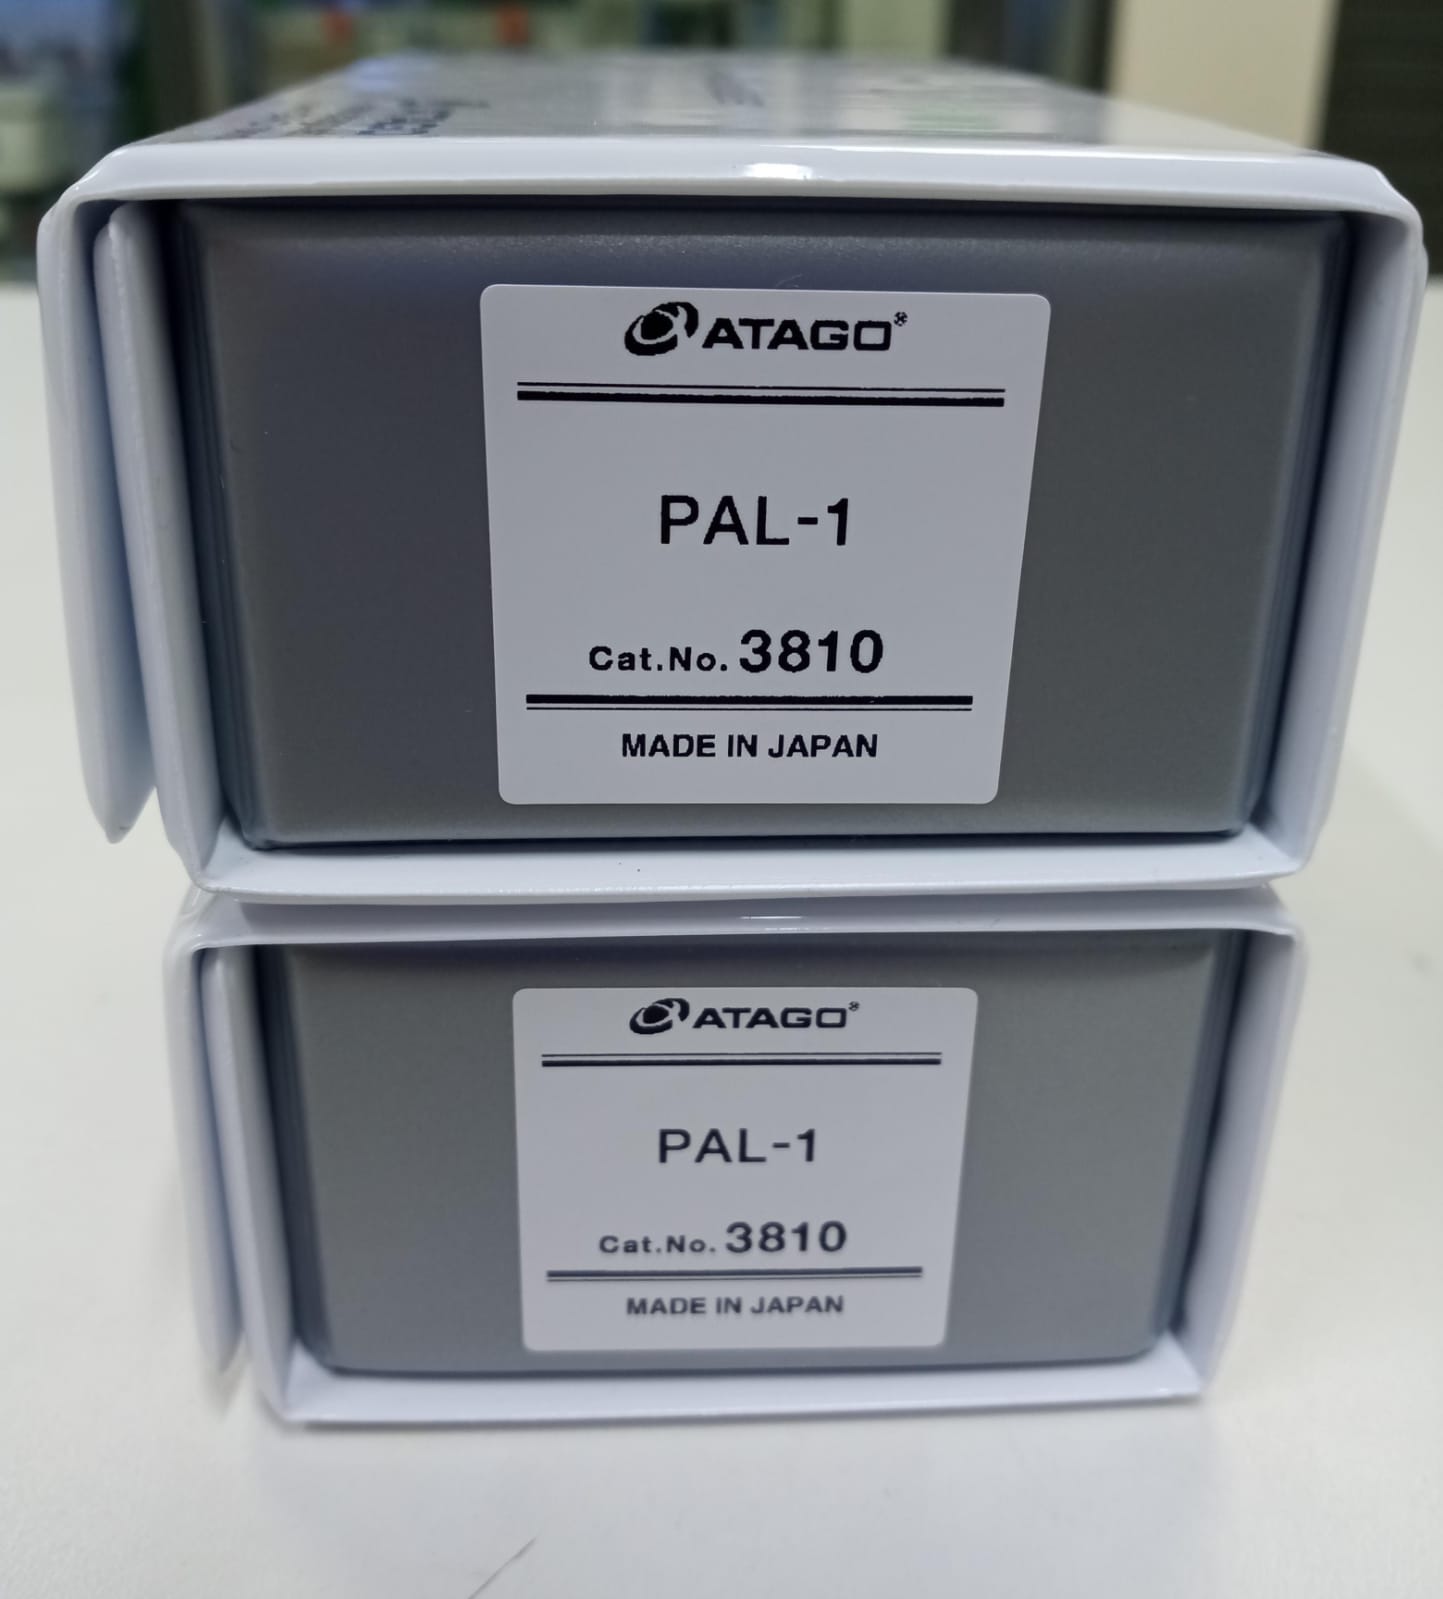 ATAGO®
PAL-1
Cat.No. 3810
MADE IN JAPAN
ATAGO®
PAL-1
Cat.No. 3810
MADE IN JAPAN